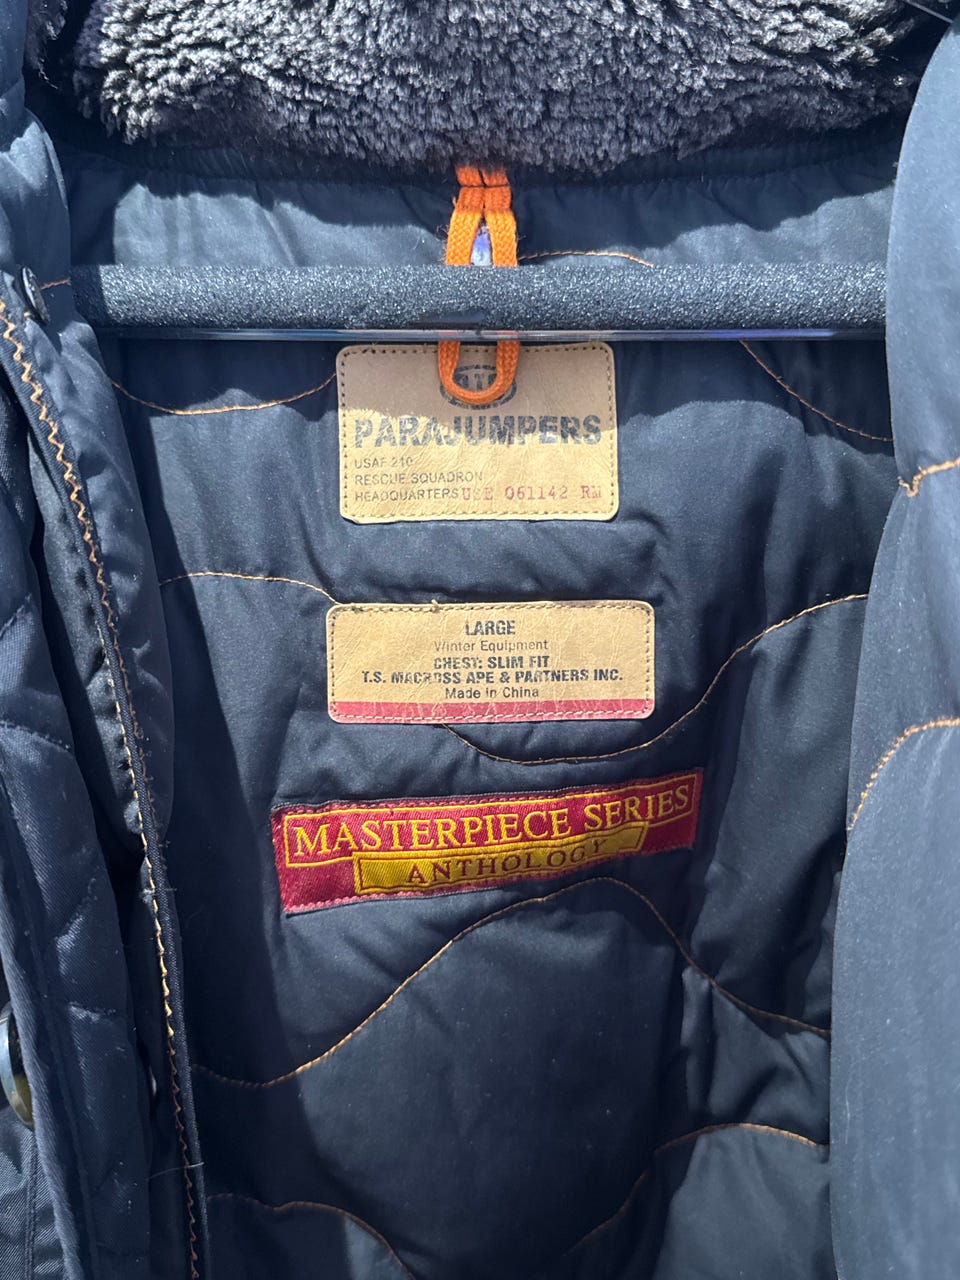 PARAJUMPERS
USAF 210
RESCUE SQUADRON
HEADQUARTERS USE 061142 RM
LARGE
Winter Equipment
CHEST: SLIM FIT
T.S. MACROSS APE & PARTNERS INC.
Made in China
MASTERPIECE SERIES
ANTHOLOGY